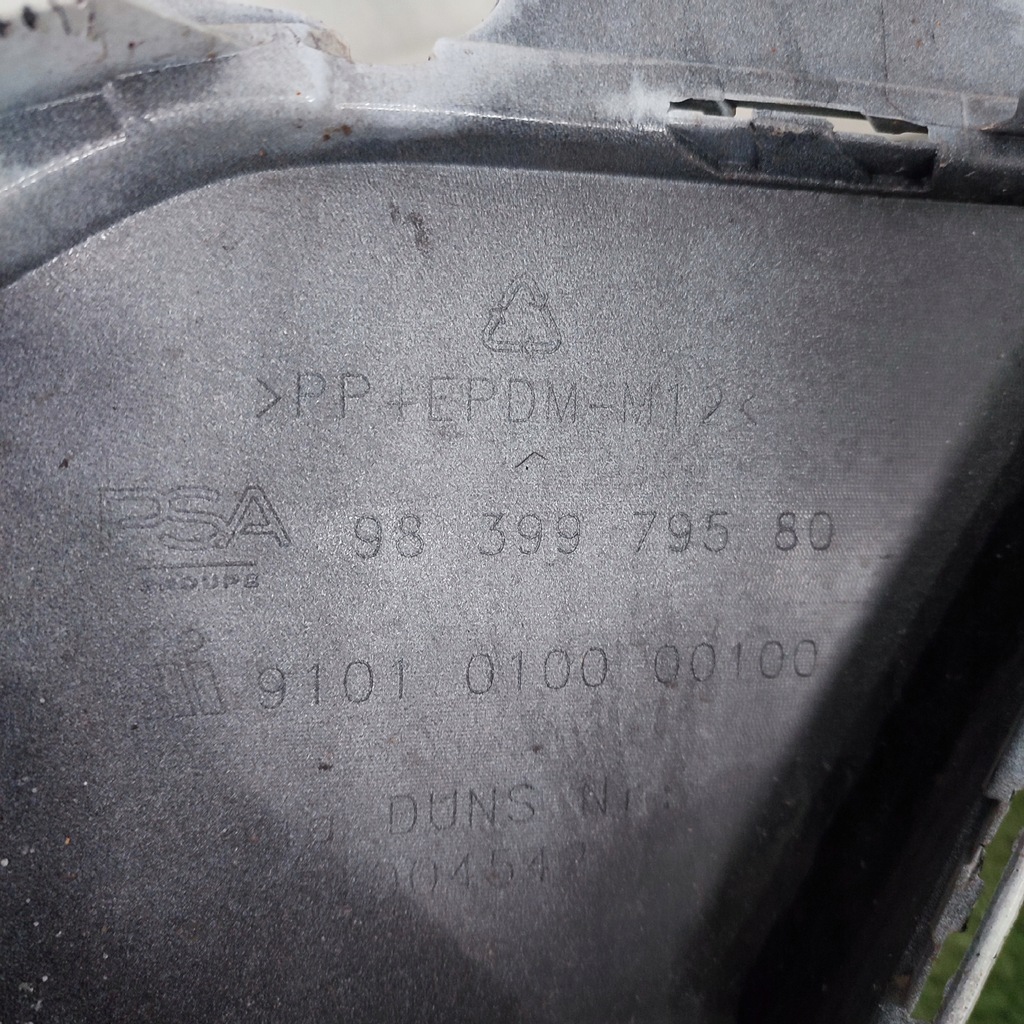 >PP+EPDM-M12<
PSA 98 399 795 80
GROUPE
9101 0100 00100
DUNS